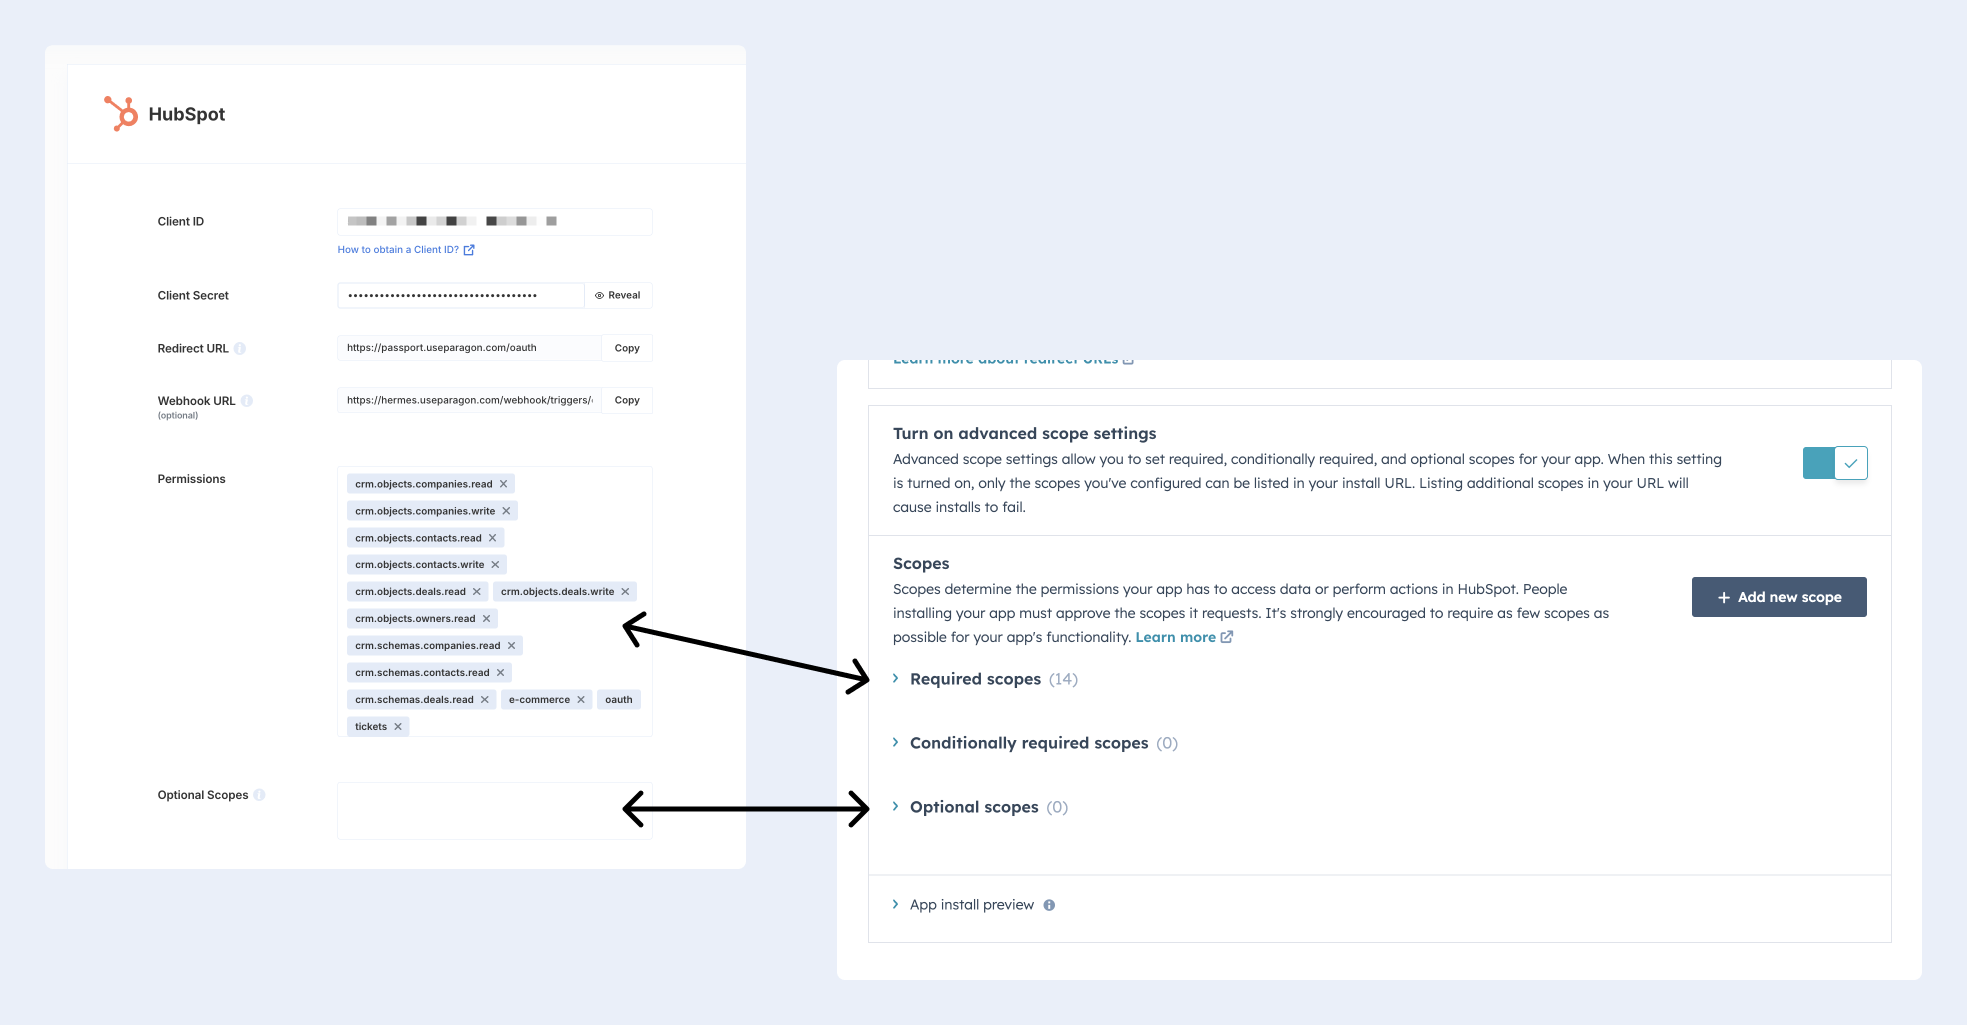 HubSpot
Client ID
How to obtain a Client ID?
Client Secret
••••••••••••••••••••••••••••••••••••
Reveal
Redirect URL
https://passport.useparagon.com/oauth
Copy
Webhook URL
(optional)
https://hermes.useparagon.com/webhook/triggers/
Copy
Permissions
crm.objects.companies.read
crm.objects.companies.write
crm.objects.contacts.read
crm.objects.contacts.write
crm.objects.deals.read crm.objects.deals.write
crm.objects.owners.read
crm.schemas.companies.read
crm.schemas.contacts.read
crm.schemas.deals.read e-commerce oauth
tickets
Optional Scopes
Learn more about redirect URLs
Turn on advanced scope settings
Advanced scope settings allow you to set required, conditionally required, and optional scopes for your app. When this setting
is turned on, only the scopes you've configured can be listed in your install URL. Listing additional scopes in your URL will
cause installs to fail.
Scopes
Scopes determine the permissions your app has to access data or perform actions in HubSpot. People
installing your app must approve the scopes it requests. It's strongly encouraged to require as few scopes as
possible for your app's functionality. Learn more
+ Add new scope
Required scopes (14)
Conditionally required scopes (0)
Optional scopes (0)
App install preview